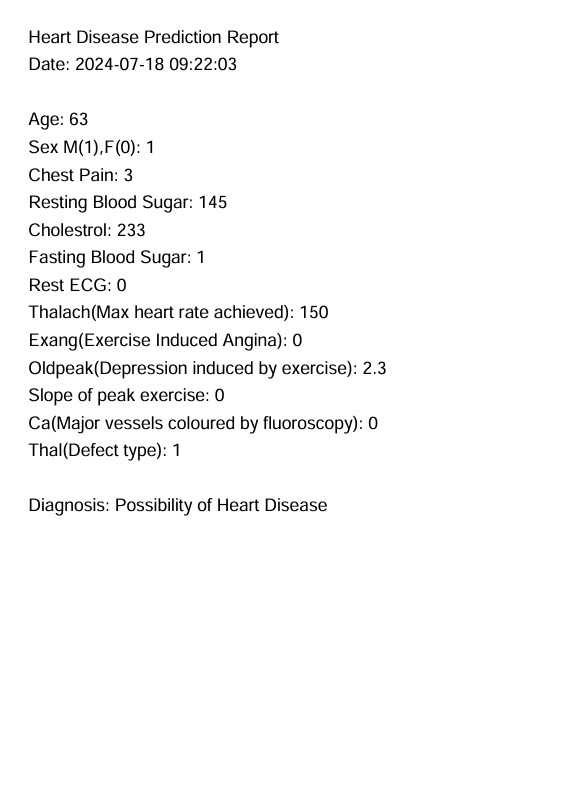 Heart Disease Prediction Report
Date: 2024-07-18 09:22:03
Age: 63
Sex M(1),F(0): 1
Chest Pain: 3
Resting Blood Sugar: 145
Cholestrol: 233
Fasting Blood Sugar: 1
Rest ECG: 0
Thalach(Max heart rate achieved): 150
Exang(Exercise Induced Angina): 0
Oldpeak(Depression induced by exercise): 2.3
Slope of peak exercise: 0
Ca(Major vessels coloured by fluoroscopy): 0
Thal(Defect type): 1
Diagnosis: Possibility of Heart Disease